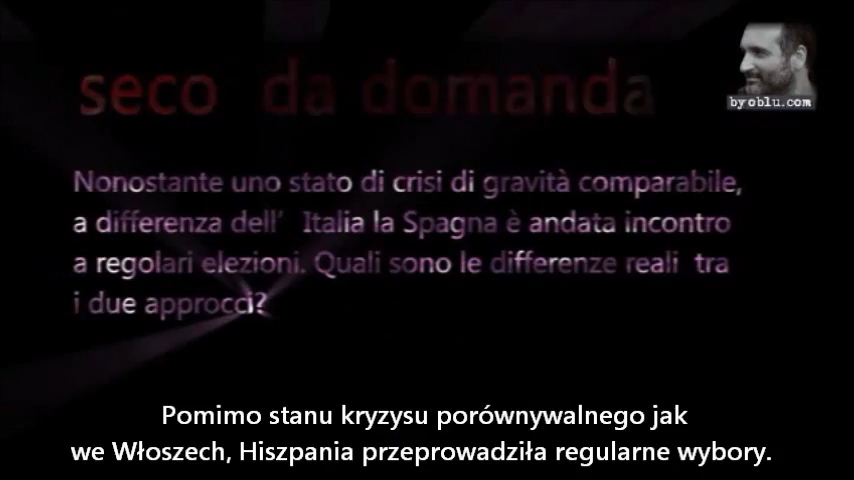 byoblu.com
seco da domanda
Nonostante uno stato di crisi di gravità comparabile,
a differenza dell' Italia la Spagna è andata incontro
a regolari elezioni. Quali sono le differenze reali tra
i due approcci?
Pomimo stanu kryzysu porównywalnego jak
we Włoszech, Hiszpania przeprowadziła regularne wybory.